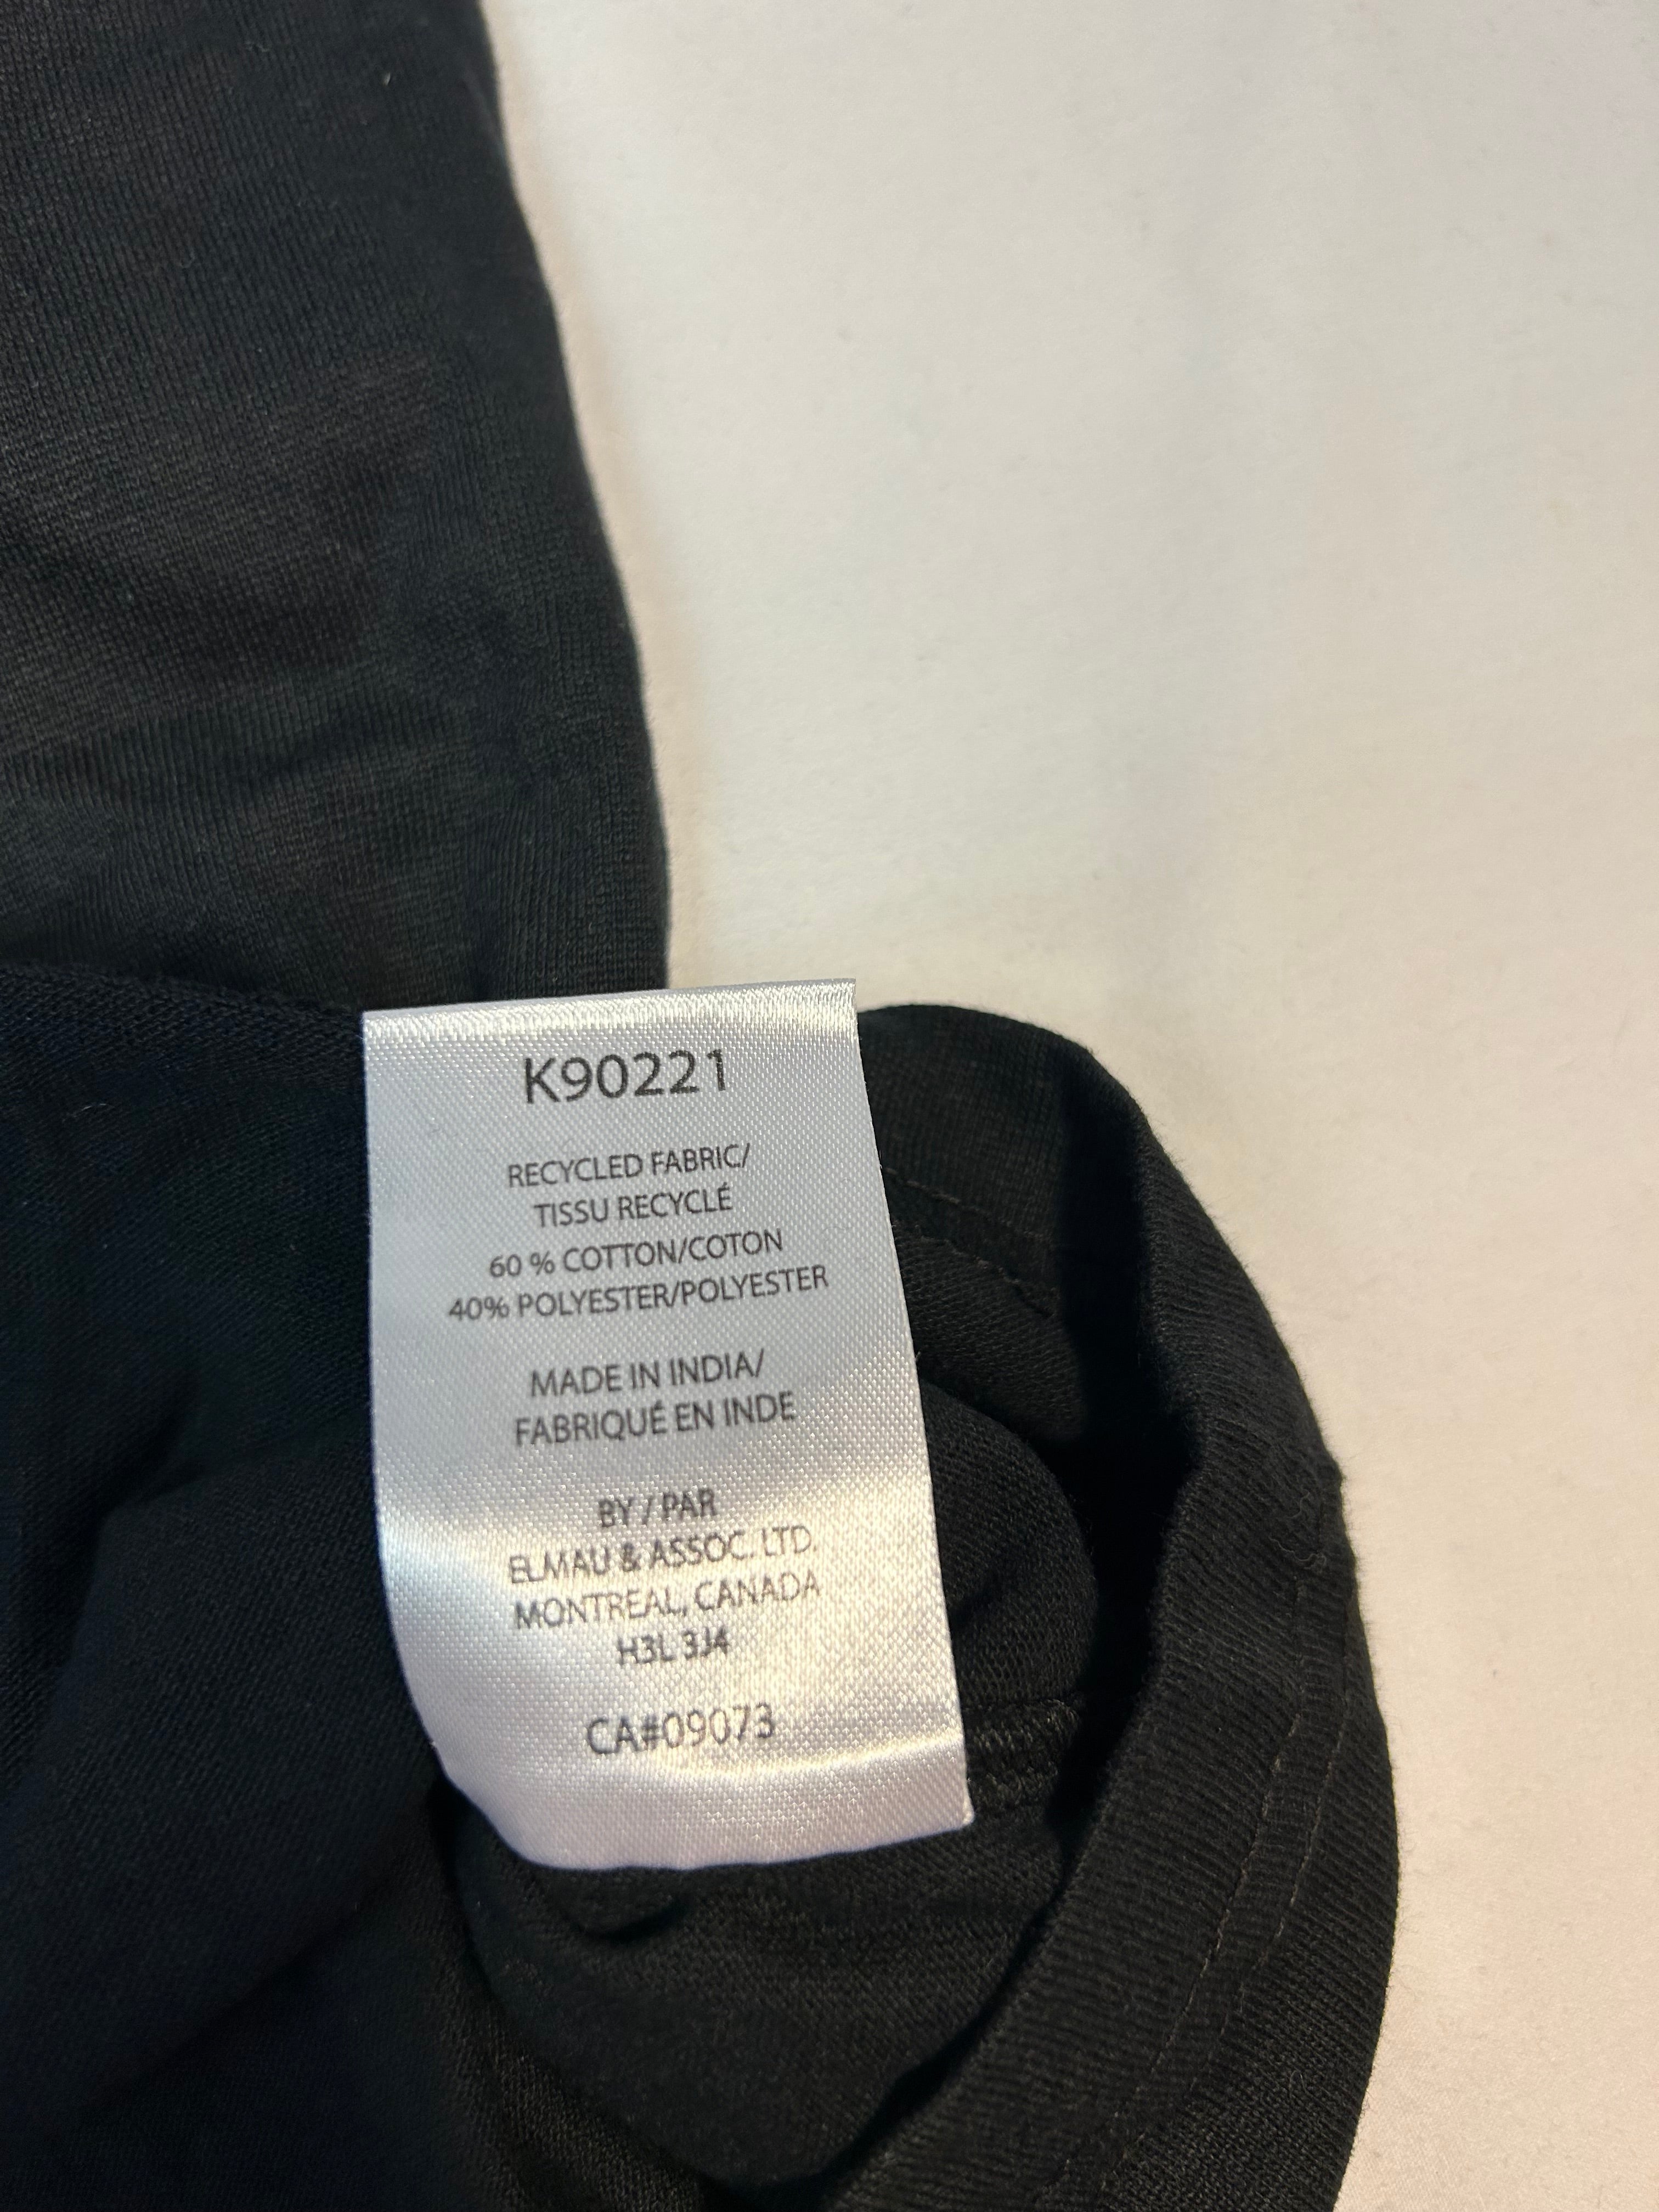 K90221
RECYCLED FABRIC/
TISSU RECYCLÉ
60 % COTTON/COTON
40% POLYESTER/POLYESTER
MADE IN INDIA/
FABRIQUÉ EN INDE
BY / PAR
ELMAU & ASSOC. LTD.
MONTREAL, CANADA
H3L 3J4
CA#09073